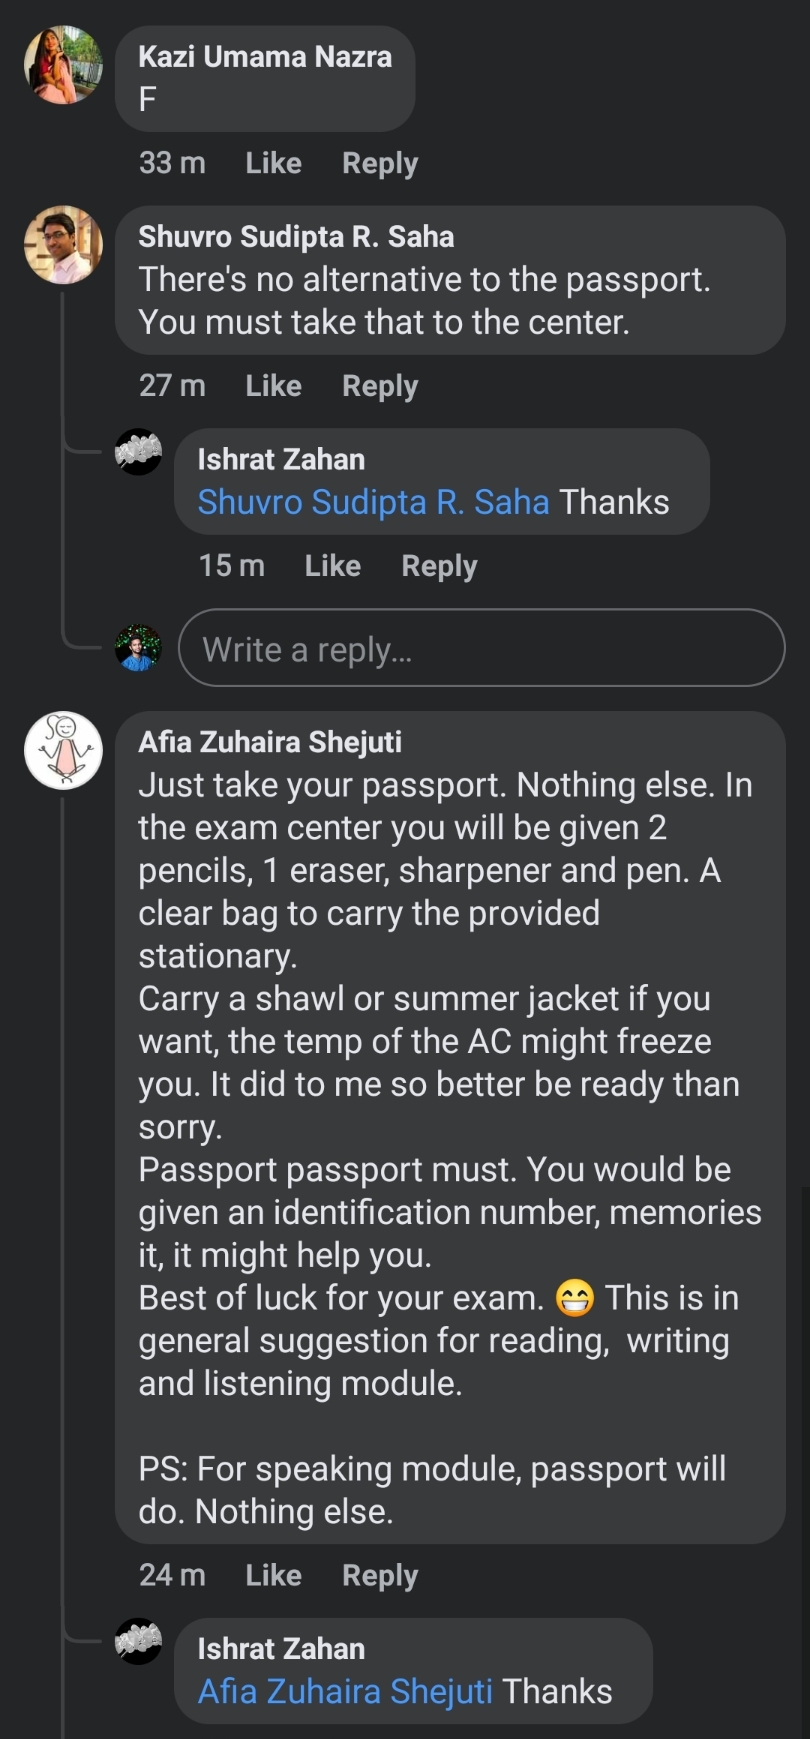 Kazi Umama Nazra
F
33 m Like Reply
Shuvro Sudipta R. Saha
There's no alternative to the passport.
You must take that to the center.
27 m Like Reply
Ishrat Zahan
Shuvro Sudipta R. Saha Thanks
15 m Like Reply
Write a reply...
Afia Zuhaira Shejuti
Just take your passport. Nothing else. In
the exam center you will be given 2
pencils, 1 eraser, sharpener and pen. A
clear bag to carry the provided
stationary.
Carry a shawl or summer jacket if you
want, the temp of the AC might freeze
you. It did to me so better be ready than
sorry.
Passport passport must. You would be
given an identification number, memories
it, it might help you.
Best of luck for your exam. 😁 This is in
general suggestion for reading,  writing
and listening module.

PS: For speaking module, passport will
do. Nothing else.
24 m Like Reply
Ishrat Zahan
Afia Zuhaira Shejuti Thanks